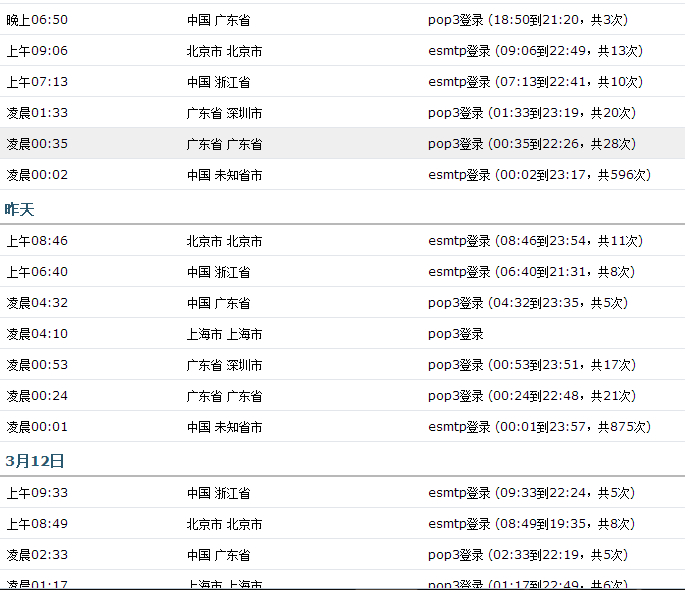 晚上06:50 中国 广东省 pop3登录 (18:50到21:20，共3次)
上午09:06 北京市 北京市 esmtp登录 (09:06到22:49，共13次)
上午07:13 中国 浙江省 esmtp登录 (07:13到22:41，共10次)
凌晨01:33 广东省 深圳市 pop3登录 (01:33到23:19，共20次)
凌晨00:35 广东省 广东省 pop3登录 (00:35到22:26，共28次)
凌晨00:02 中国 未知省市 esmtp登录 (00:02到23:17，共596次)
昨天
上午08:46 北京市 北京市 esmtp登录 (08:46到23:54，共11次)
上午06:40 中国 浙江省 esmtp登录 (06:40到21:31，共8次)
凌晨04:32 中国 广东省 pop3登录 (04:32到23:35，共5次)
凌晨04:10 上海市 上海市 pop3登录
凌晨00:53 广东省 深圳市 pop3登录 (00:53到23:51，共17次)
凌晨00:24 广东省 广东省 pop3登录 (00:24到22:48，共21次)
凌晨00:01 中国 未知省市 esmtp登录 (00:01到23:57，共875次)
3月12日
上午09:33 中国 浙江省 esmtp登录 (09:33到22:24，共5次)
上午08:49 北京市 北京市 esmtp登录 (08:49到19:35，共8次)
凌晨02:33 中国 广东省 pop3登录 (02:33到22:19，共5次)
凌晨01:17 上海市 上海市 pop3登录 (01:17到22:49，共6次)